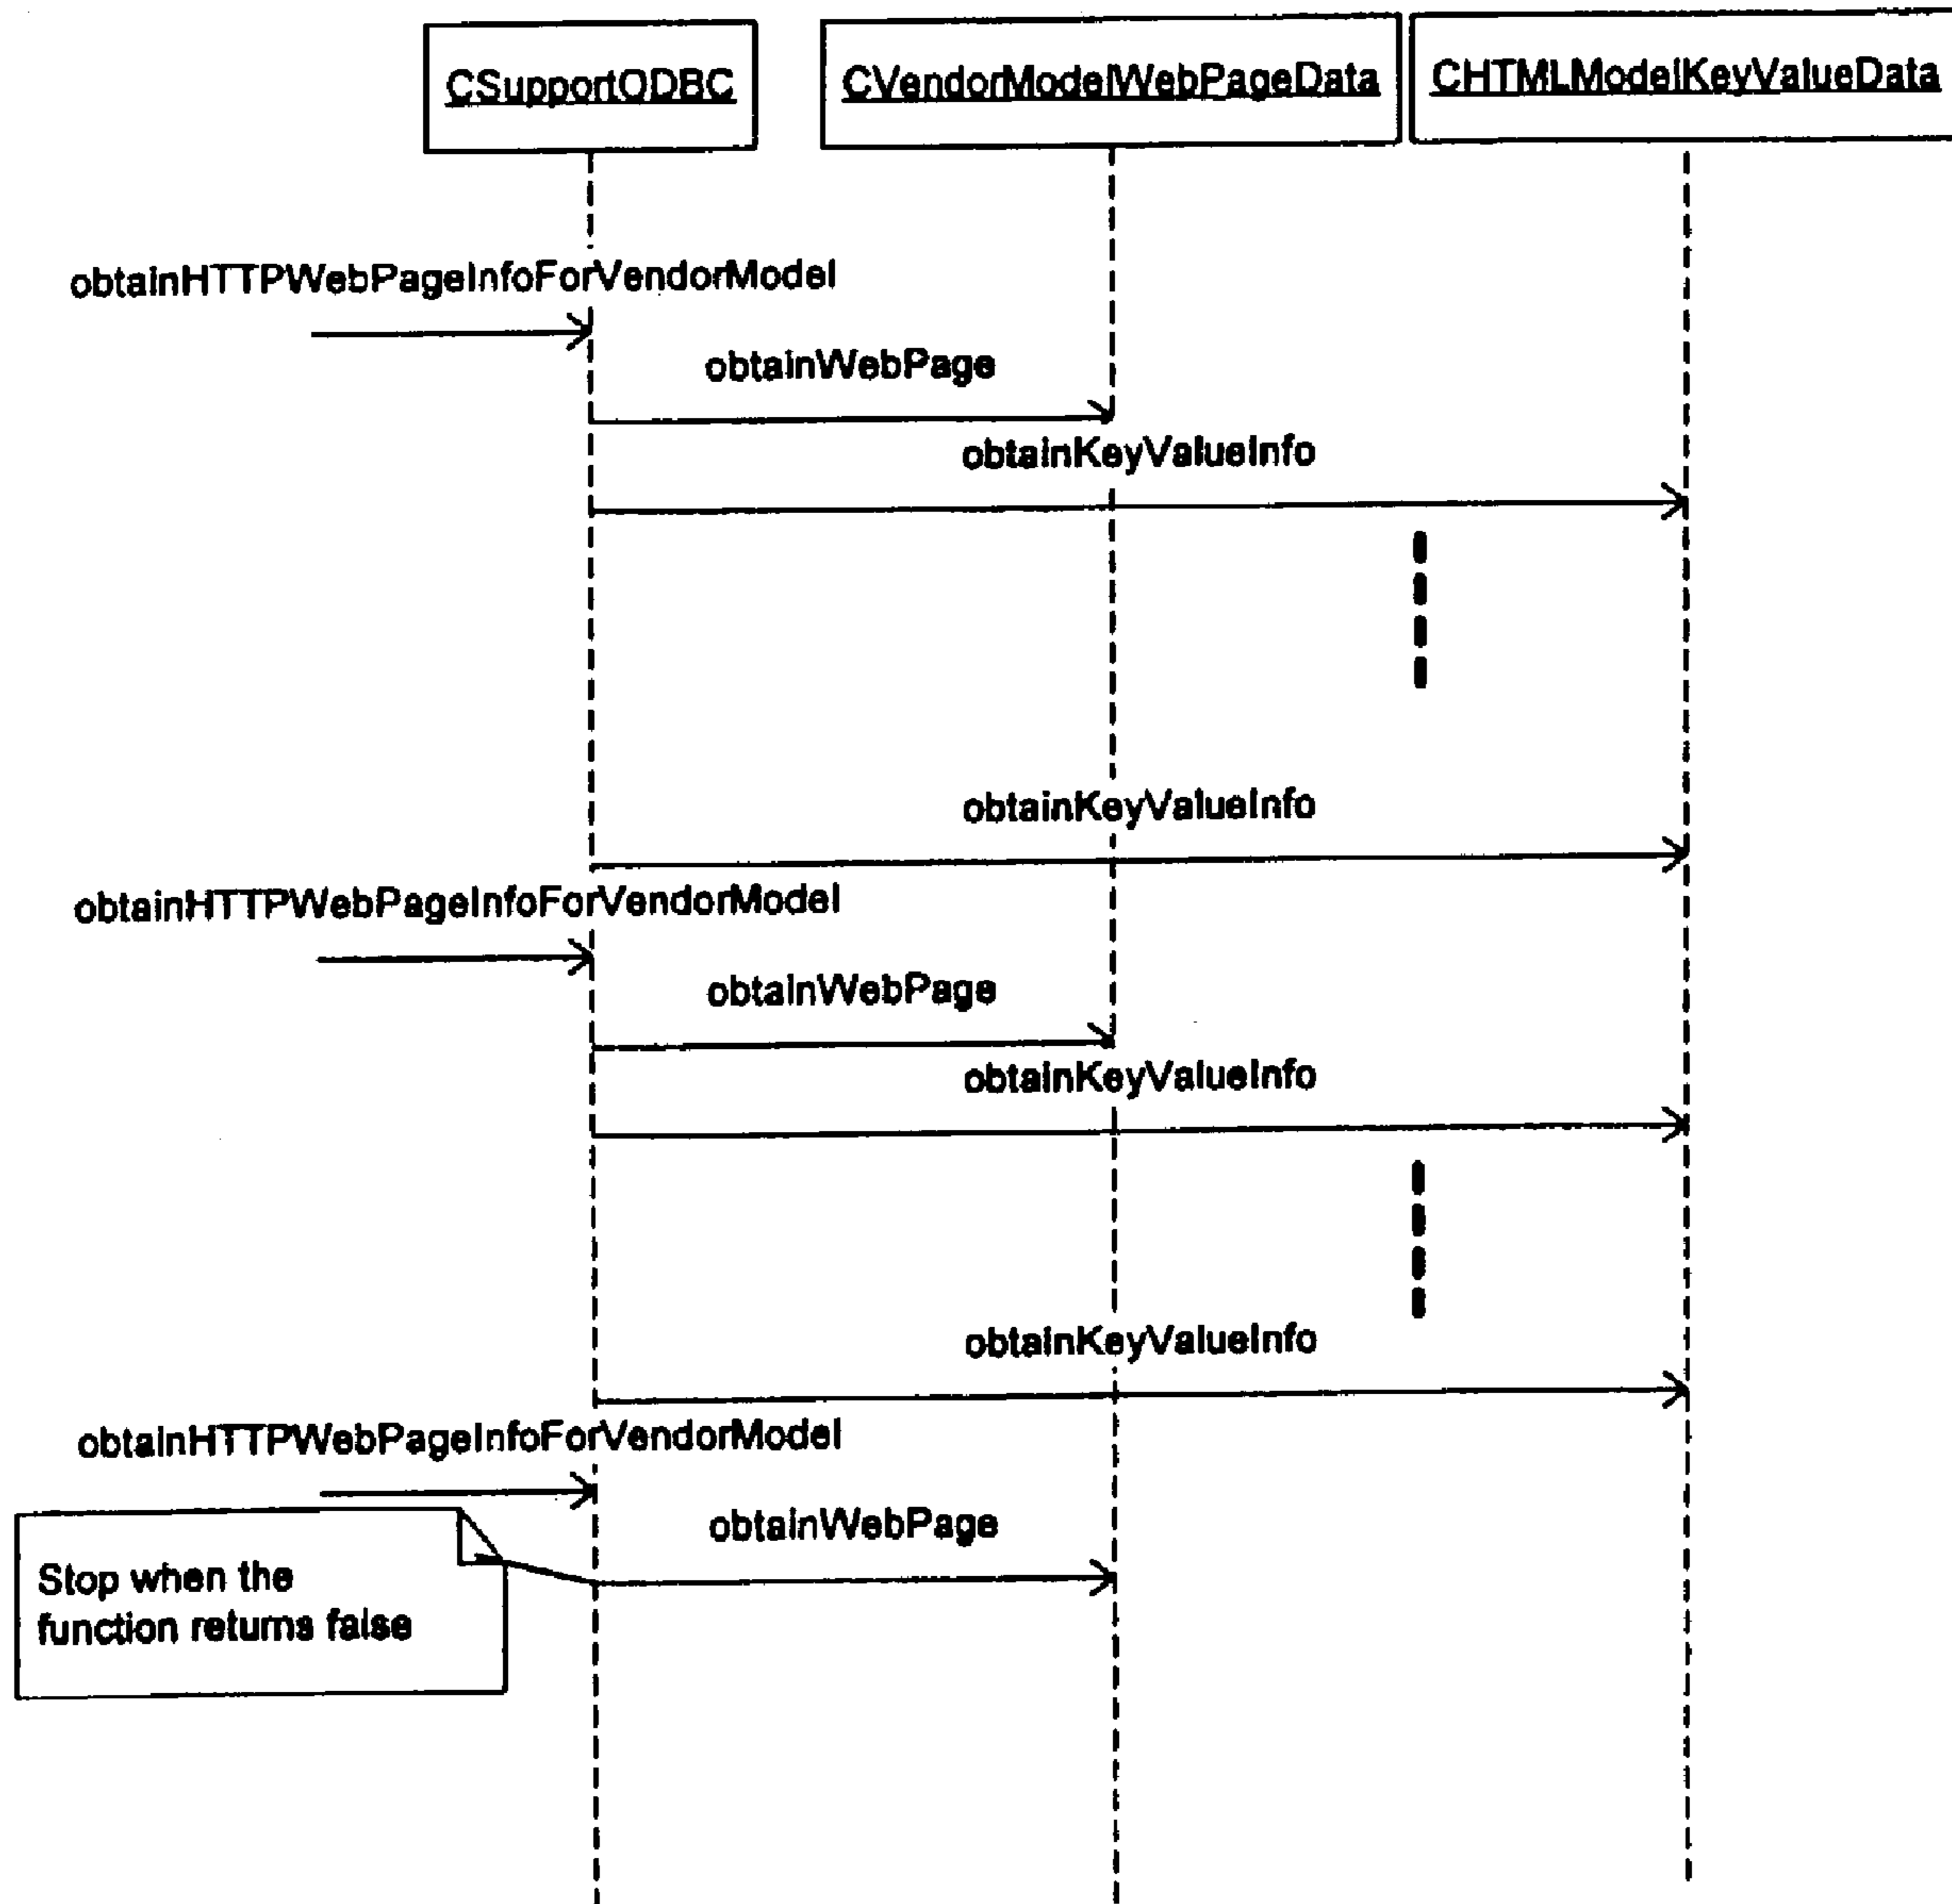 CSupportODBC
CVendorModelWebPageData
CHTMLModelKeyValueData
obtainHTTPWebPageInfoForVendorModel
obtainWebPage
obtainKeyValueInfo
obtainKeyValueInfo
obtainHTTPWebPageInfoForVendorModel
obtainWebPage
obtainKeyValueInfo
obtainKeyValueInfo
obtainHTTPWebPageInfoForVendorModel
obtainWebPage
Stop when the
function returns false